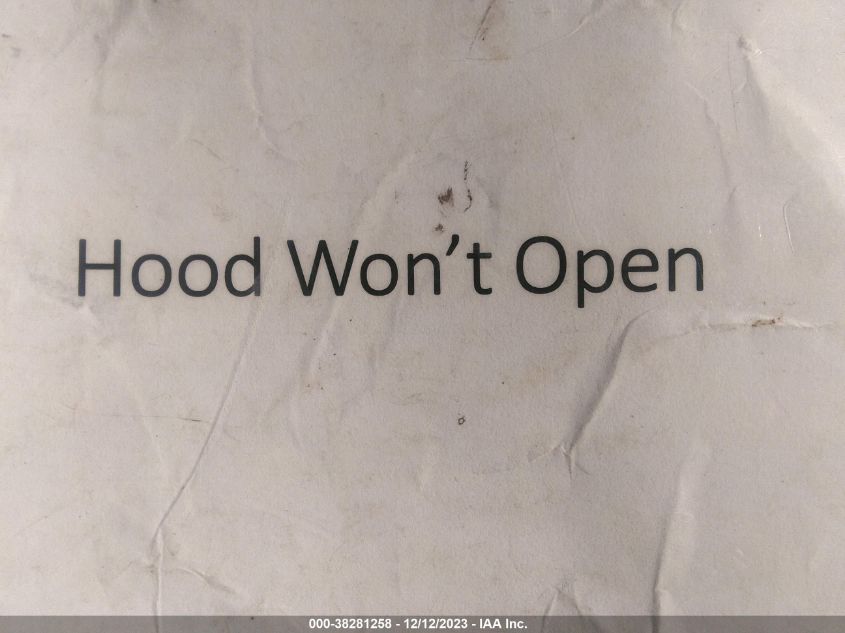 Hood Won’t Open
000-38281258 - 12/12/2023 - IAA Inc.